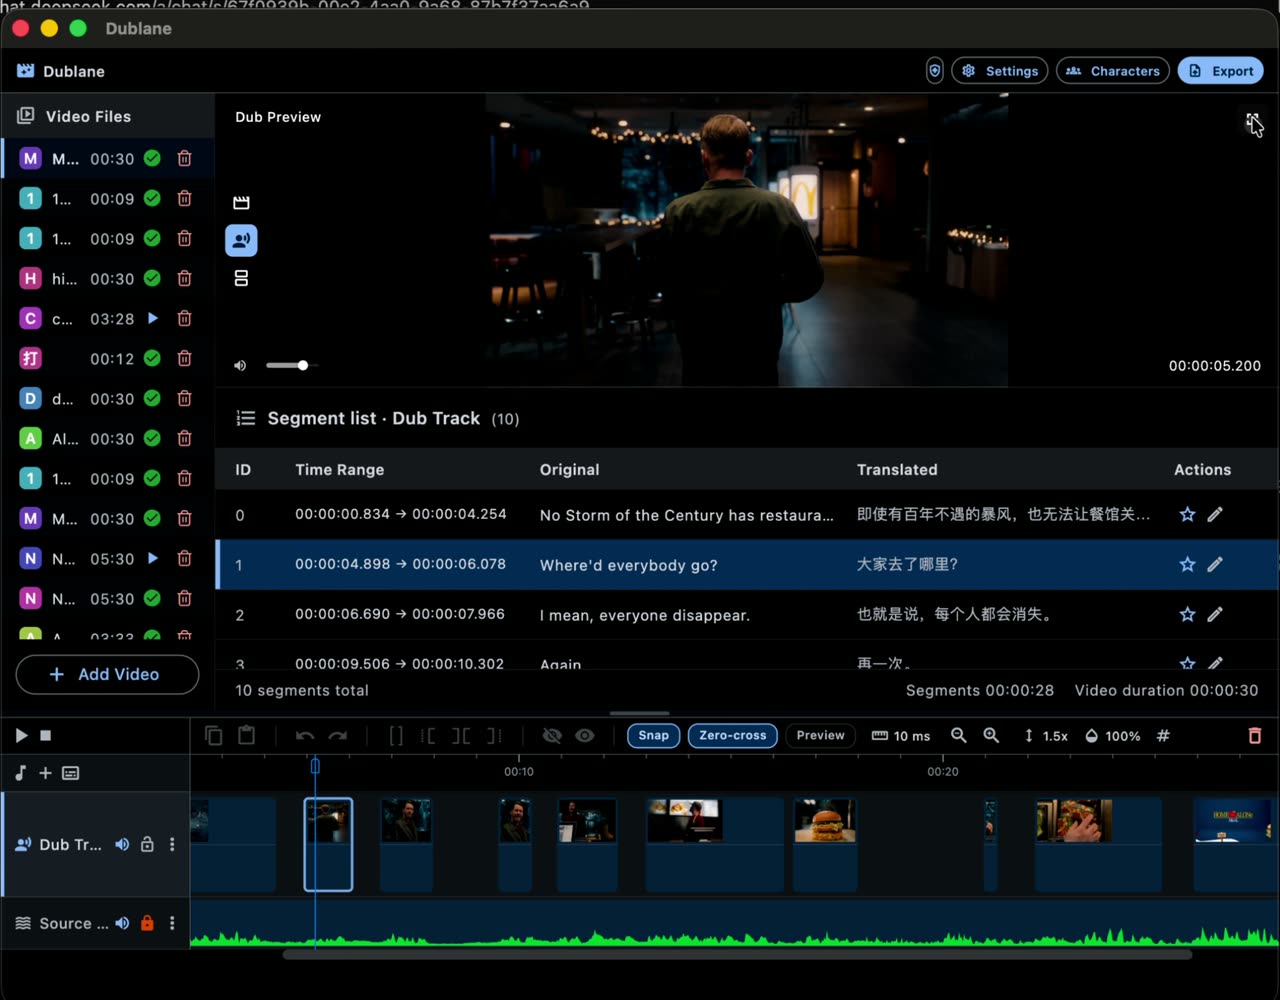 Dublane
Dublane
Settings
Characters
Export
Video Files
M M... 00:30
1 1... 00:09
1 1... 00:09
H hi... 00:30
C c... 03:28
打 00:12
D d... 00:30
A Al... 00:30
1 1... 00:09
M M... 00:30
N N... 05:30
N N... 05:30
A A 03:33
Add Video
Dub Preview
00:00:05.200
Segment list · Dub Track (10)
ID Time Range Original Translated Actions
0 00:00:00.834 → 00:00:04.254 No Storm of the Century has restaura... 即使有百年不遇的暴风，也无法让餐馆关...
1 00:00:04.898 → 00:00:06.078 Where'd everybody go? 大家去了哪里？
2 00:00:06.690 → 00:00:07.966 I mean, everyone disappear. 也就是说，每个人都会消失。
3 00:00:09.506 → 00:00:10.302 Again 再一次。
10 segments total Segments 00:00:28 Video duration 00:00:30
Snap Zero-cross Preview 10 ms 1.5x 100% #
00:10 00:20
Dub Tr...
HOME ALONE
Source ...